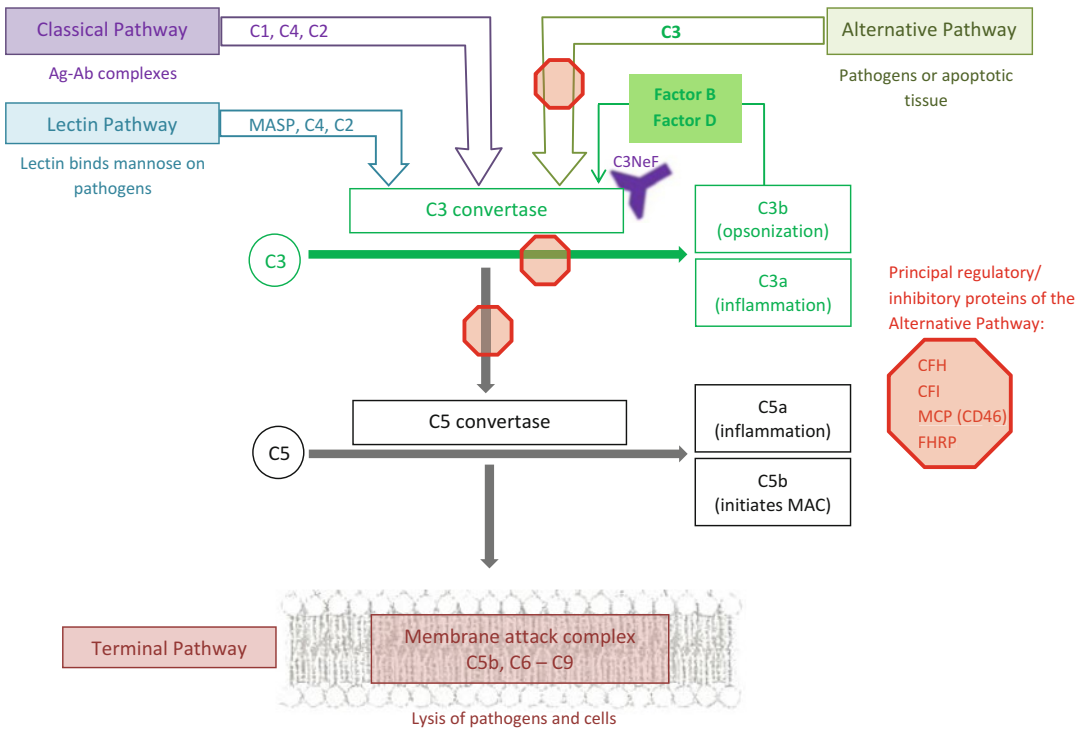 Classical Pathway
C1, C4, C2
C3
Alternative Pathway
Ag-Ab complexes
Pathogens or apoptotic
tissue
Factor B
Factor D
Lectin Pathway
MASP, C4, C2
Lectin binds mannose on
pathogens
C3NeF
C3 convertase
C3b
(opsonization)
C3
C3a
(inflammation)
Principal regulatory/
inhibitory proteins of the
Alternative Pathway:
CFH
CFI
MCP (CD46)
FHRP
C5 convertase
C5a
(inflammation)
C5
C5b
(initiates MAC)
Terminal Pathway
Membrane attack complex
C5b, C6 – C9
Lysis of pathogens and cells